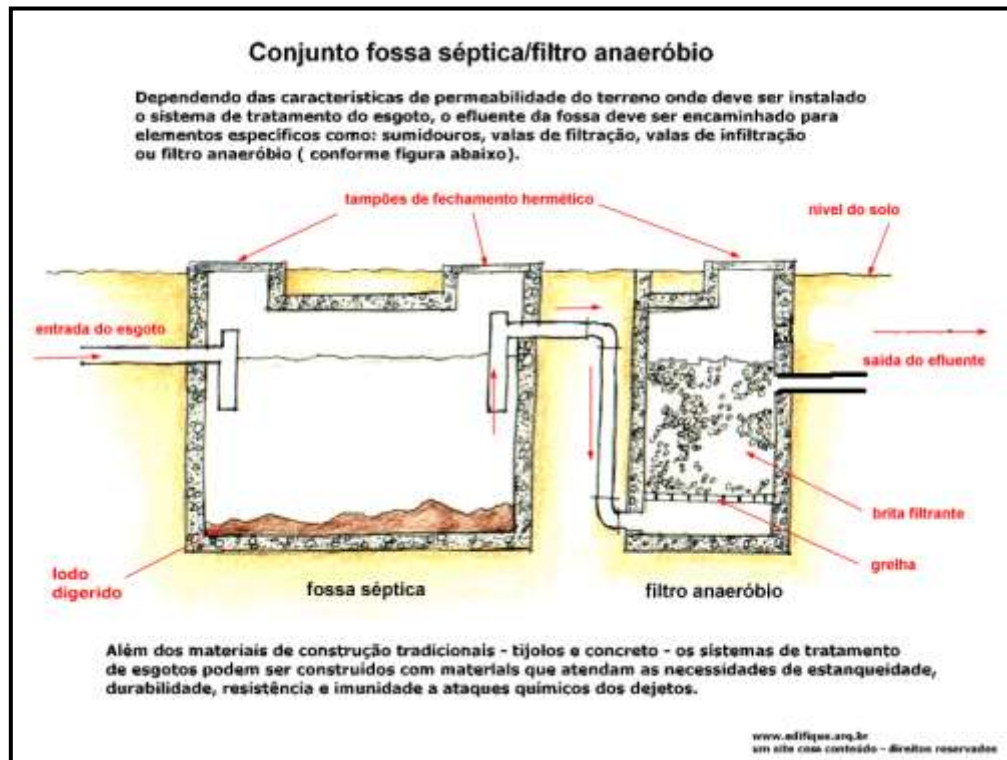 Conjunto fossa séptica/filtro anaeróbio
Dependendo das características de permeabilidade do terreno onde deve ser instalado
o sistema de tratamento do esgoto, o efluente da fossa deve ser encaminhado para
elementos específicos como: sumidouros, valas de filtração, valas de infiltração
ou filtro anaeróbio ( conforme figura abaixo).
tampões de fechamento hermético
nivel do solo
entrada do esgoto
saida do efluente
brita filtrante
grelha
lodo
digerido
fossa séptica
filtro anaeróbio
Além dos materiais de construção tradicionais - tijolos e concreto - os sistemas de tratamento
de esgotos podem ser construidos com materiais que atendam as necessidades de estanqueidade,
durabilidade, resistência e imunidade a ataques quimicos dos dejetos.
www.edifique.arq.br
um site com conteúdo - direitos reservados